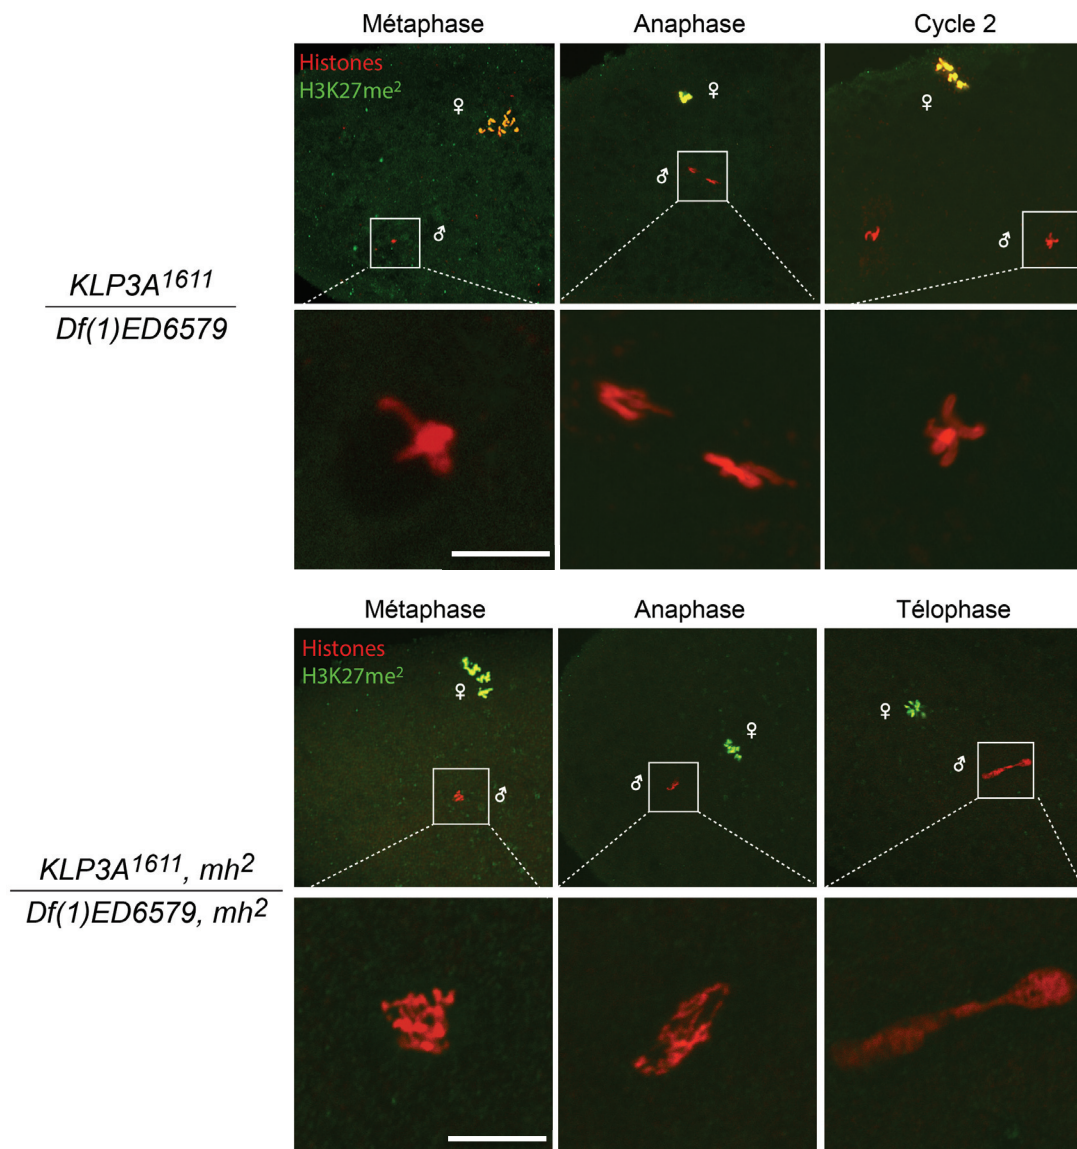 Métaphase Anaphase Cycle 2
Histones
H3K27me²
♀ ♀ ♀
♂ ♂ ♂
KLP3A¹⁶¹¹
Df(1)ED6579
Métaphase Anaphase Télophase
Histones
H3K27me²
♀ ♀ ♀
♂ ♂ ♂
KLP3A¹⁶¹¹, mh²
Df(1)ED6579, mh²